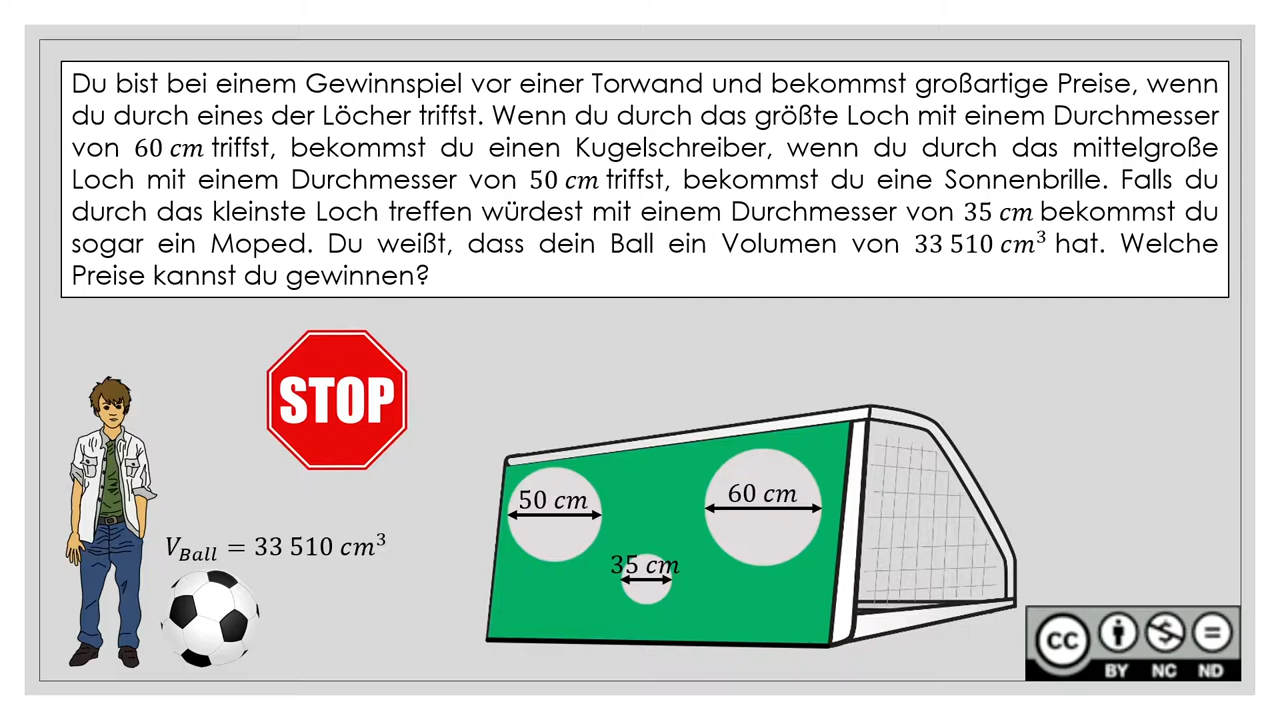 Du bist bei einem Gewinnspiel vor einer Torwand und bekommst großartige Preise, wenn
du durch eines der Löcher triffst. Wenn du durch das größte Loch mit einem Durchmesser
von 60 cm triffst, bekommst du einen Kugelschreiber, wenn du durch das mittelgroße
Loch mit einem Durchmesser von 50 cm triffst, bekommst du eine Sonnenbrille. Falls du
durch das kleinste Loch treffen würdest mit einem Durchmesser von 35 cm bekommst du
sogar ein Moped. Du weißt, dass dein Ball ein Volumen von 33 510 cm³ hat. Welche
Preise kannst du gewinnen?
STOP
50 cm
60 cm
35 cm
V_Ball = 33 510 cm³
CC
BY NC ND